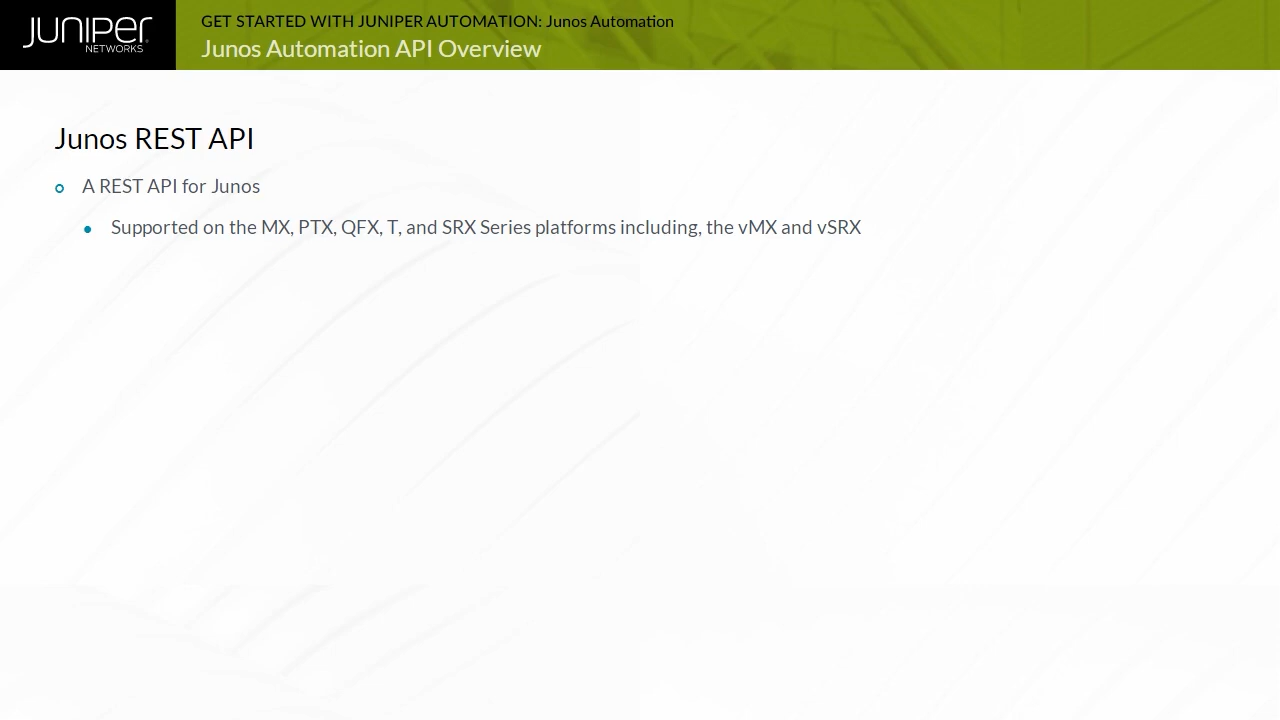 JUNIPER
NETWORKS
GET STARTED WITH JUNIPER AUTOMATION: Junos Automation
Junos Automation API Overview
Junos REST API
A REST API for Junos
Supported on the MX, PTX, QFX, T, and SRX Series platforms including, the vMX and vSRX